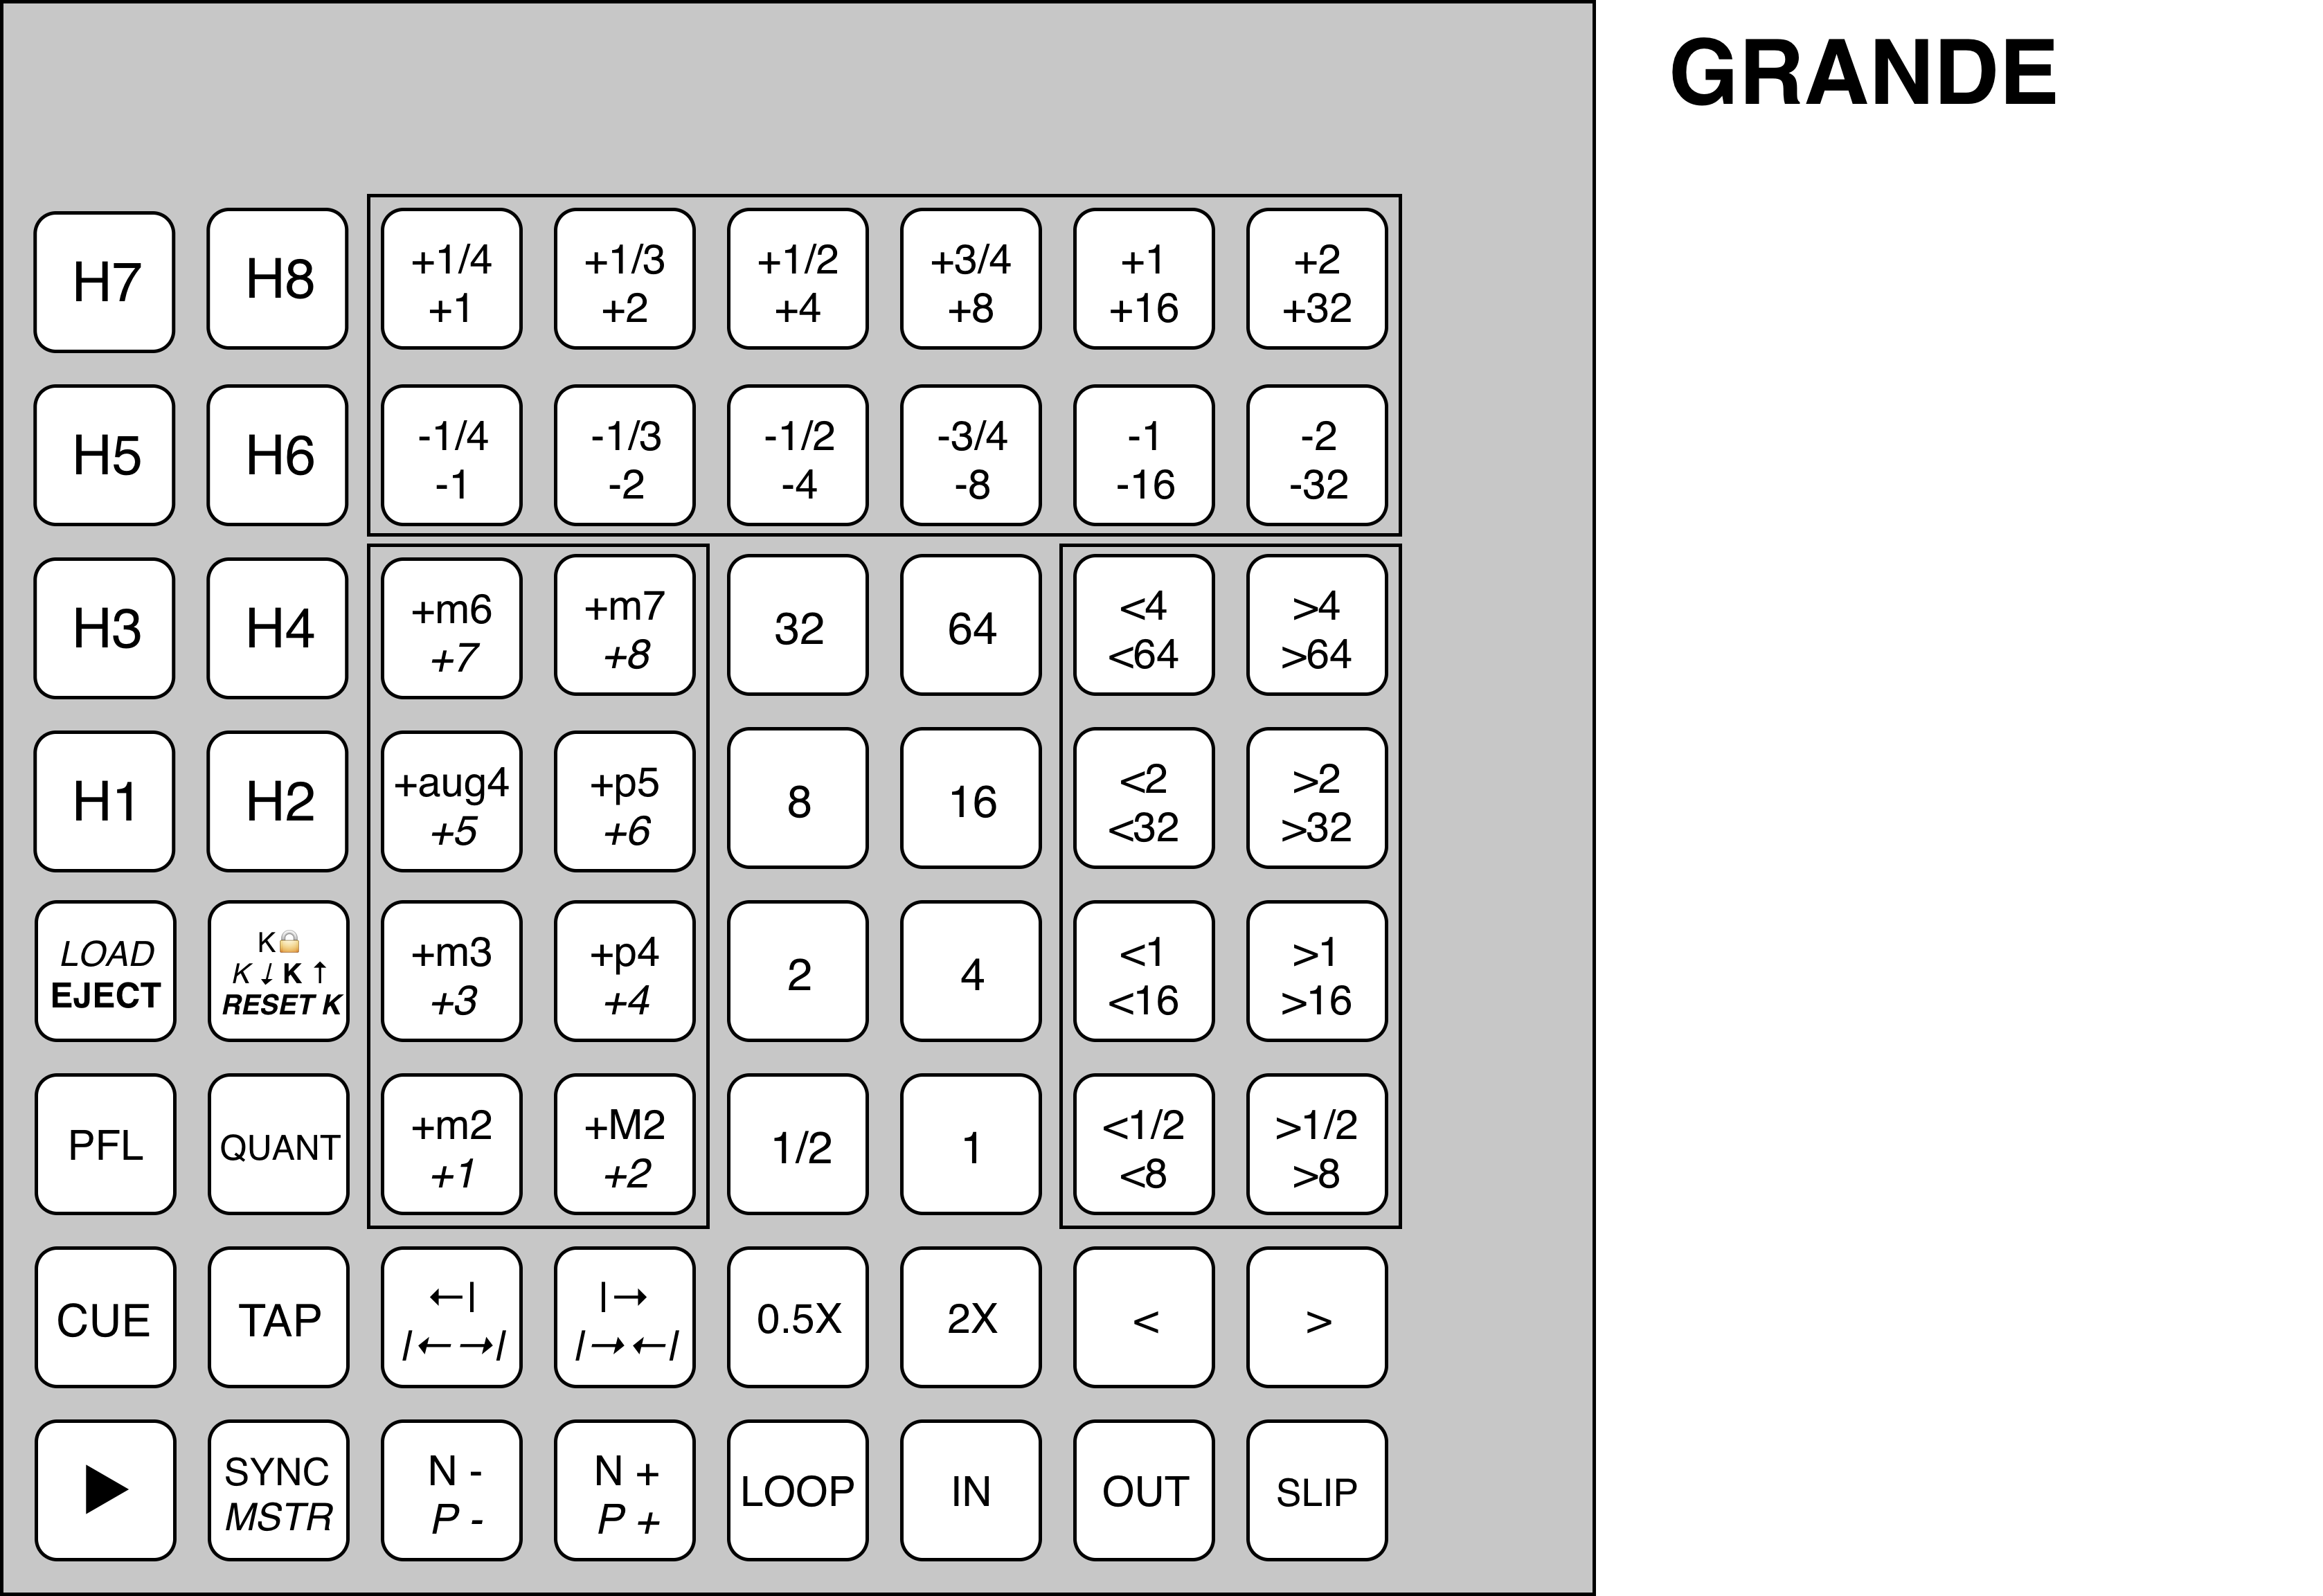 GRANDE
H7
H8
+1/4
+1
+1/3
+2
+1/2
+4
+3/4
+8
+1
+16
+2
+32
H5
H6
-1/4
-1
-1/3
-2
-1/2
-4
-3/4
-8
-1
-16
-2
-32
H3
H4
+m6
+7
+m7
+8
32
64
<4
<64
>4
>64
H1
H2
+aug4
+5
+p5
+6
8
16
<2
<32
>2
>32
LOAD
EJECT
K🔒
K ↓ K ↑
RESET K
+m3
+3
+p4
+4
2
4
<1
<16
>1
>16
PFL
QUANT
+m2
+1
+M2
+2
1/2
1
<1/2
<8
>1/2
>8
CUE
TAP
←|
|←→|
|→
|→←|
0.5X
2X
<
>
▶
SYNC
MSTR
N -
P -
N +
P +
LOOP
IN
OUT
SLIP